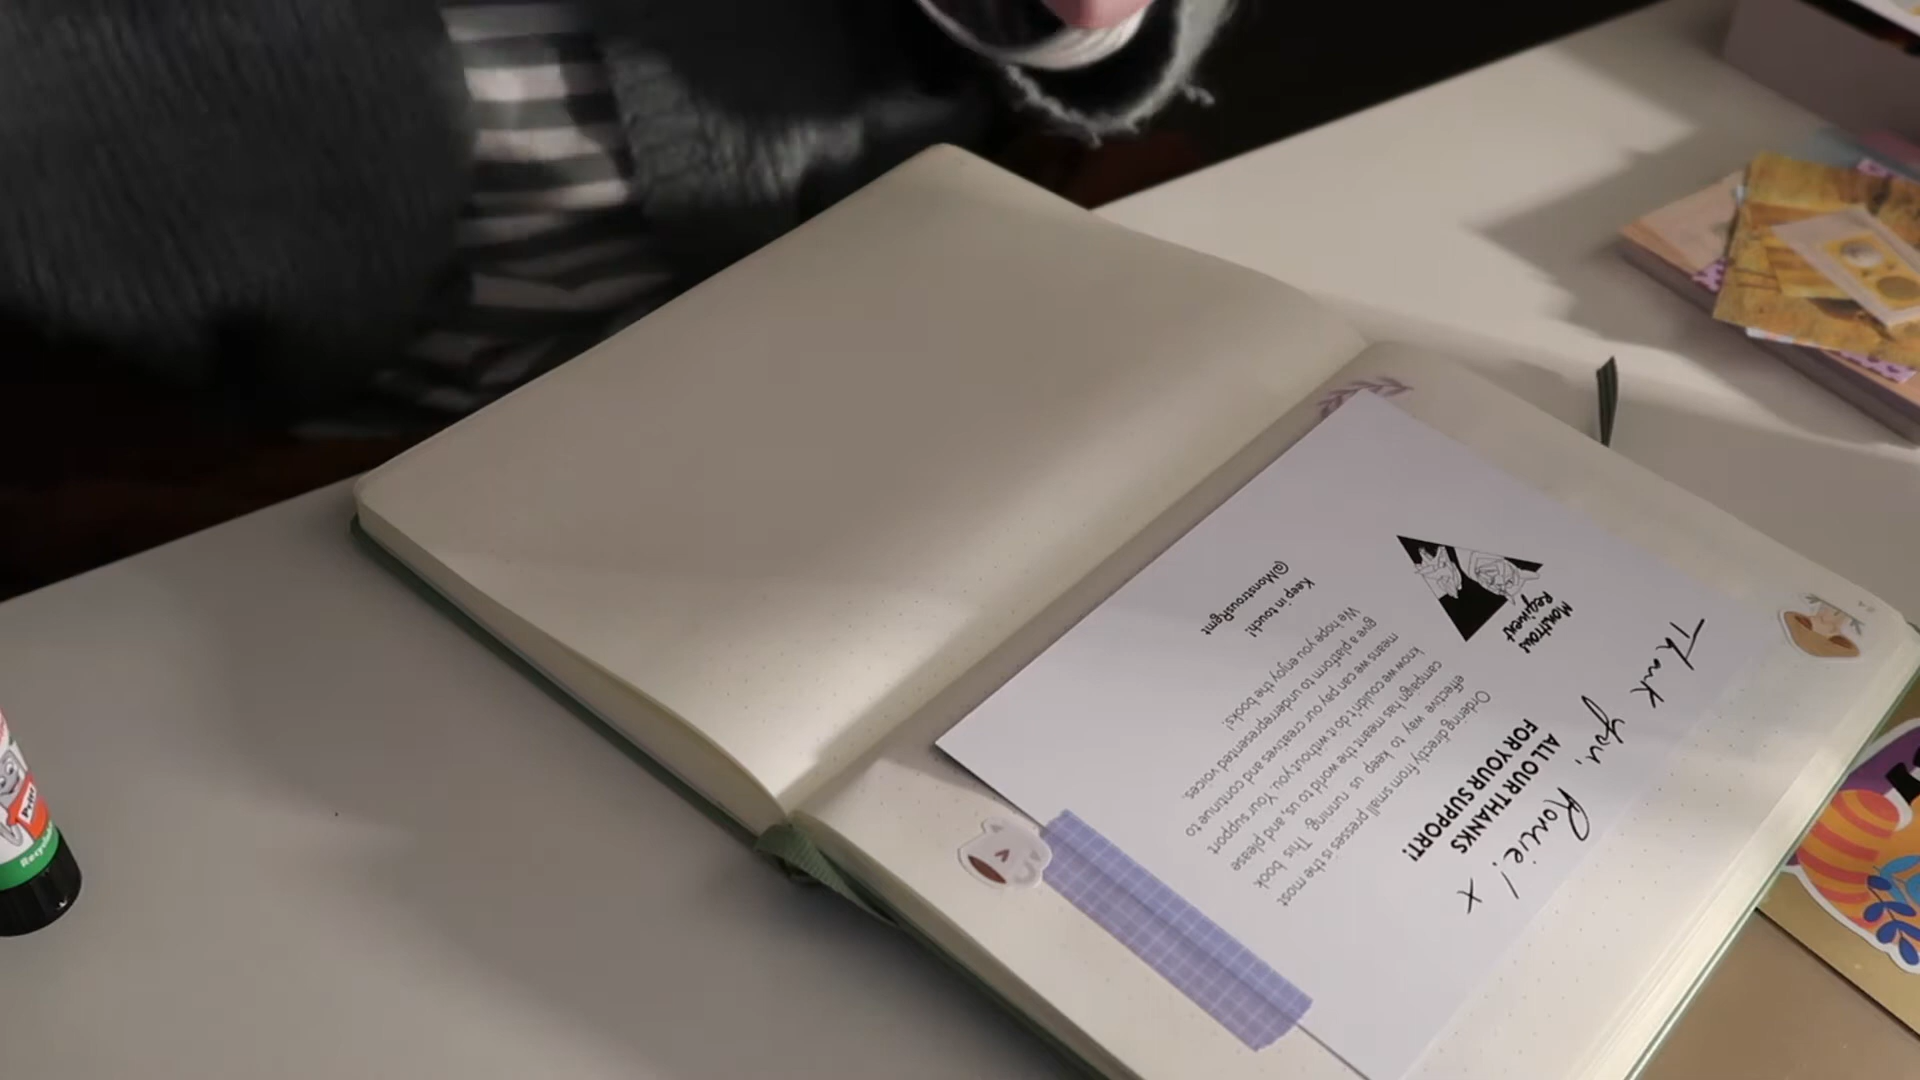 Thank you, Roxie! x
Monstrous
Regiment
ALL OUR THANKS
FOR YOUR SUPPORT!
Ordering directly from small presses is the most
effective way to keep us running. This book
campaign has meant the world to us, and please
know we couldn't do it without you. Your support
means we can pay our creatives and continue to
give a platform to underrepresented voices.
We hope you enjoy the books!
Keep in touch!
@MonstrousRgmt
Pritt